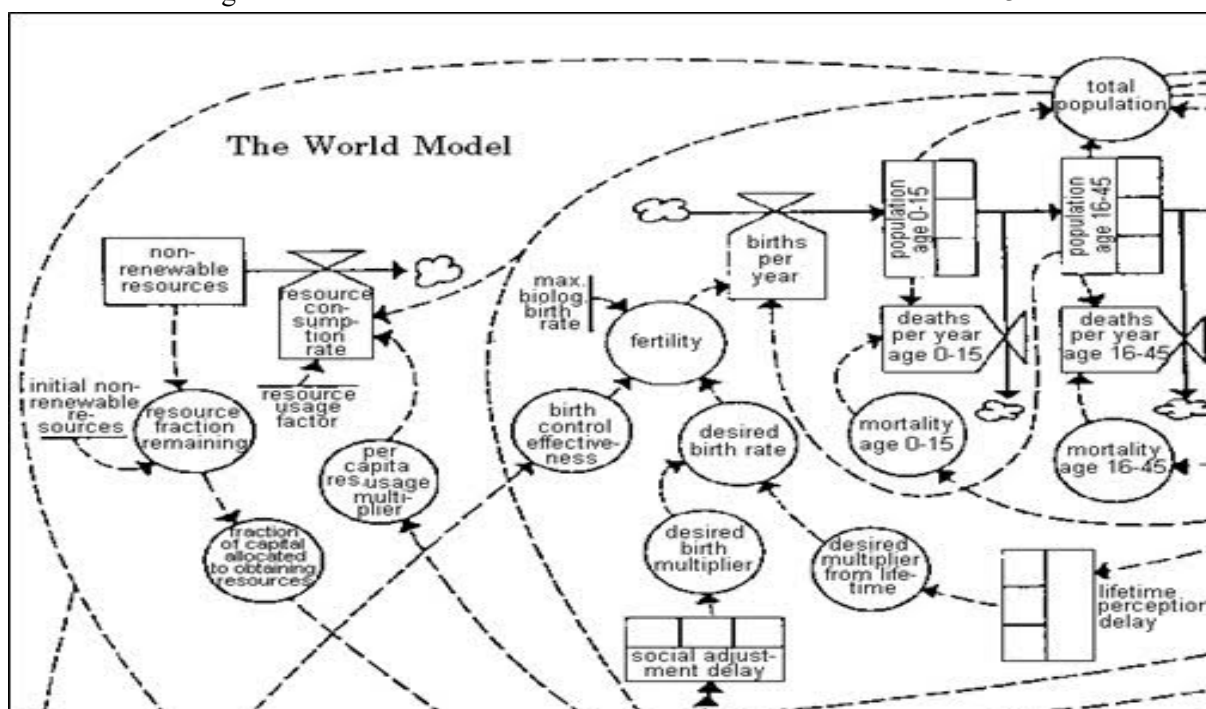 The World Model
total
population
population
age 0-15
population
age 16-45
births
per
year
non-
renewable
resources
resource
con-
sump-
tion
rate
max.
biolog.
birth
rate
fertility
deaths
per year
age 0-15
deaths
per year
age 16-45
initial non-
renewable
re-
sources
resource
fraction
remaining
resource
usage
factor
birth
control
effective-
ness
desired
birth rate
mortality
age 0-15
mortality
age 16-45
per
capita
res. usage
multi-
plier
fraction
of capital
allocated
to obtaining
resources
desired
birth
multiplier
desired
multiplier
from life-
time
lifetime
perception
delay
social adjust-
ment delay